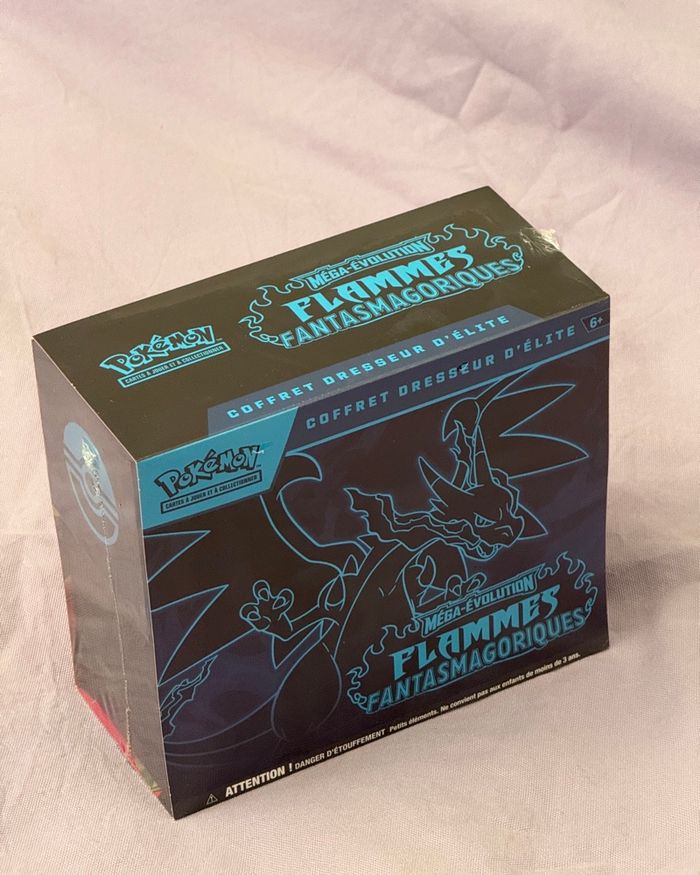 MÉGA-ÉVOLUTION
FLAMMES
FANTASMAGORIQUES
POKÉMON
CARTES À JOUER ET À COLLECTIONNER
COFFRET DRESSEUR D'ÉLITE
COFFRET DRESSEUR D'ÉLITE
6+
POKÉMON
CARTES À JOUER ET À COLLECTIONNER
MÉGA-ÉVOLUTION
FLAMMES
FANTASMAGORIQUES
ATTENTION ! DANGER D'ÉTOUFFEMENT Petits éléments. Ne convient pas aux enfants de moins de 3 ans.